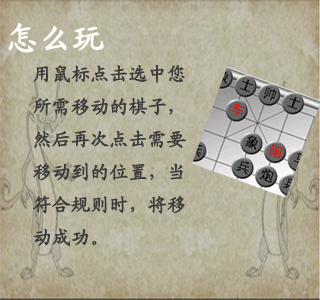 怎么玩
用鼠标点击选中您
所需移动的棋子，
然后再次点击需要
移动到的位置，当
符合规则时，将移
动成功。
士
帅
士
车
象
兵
炮
兵